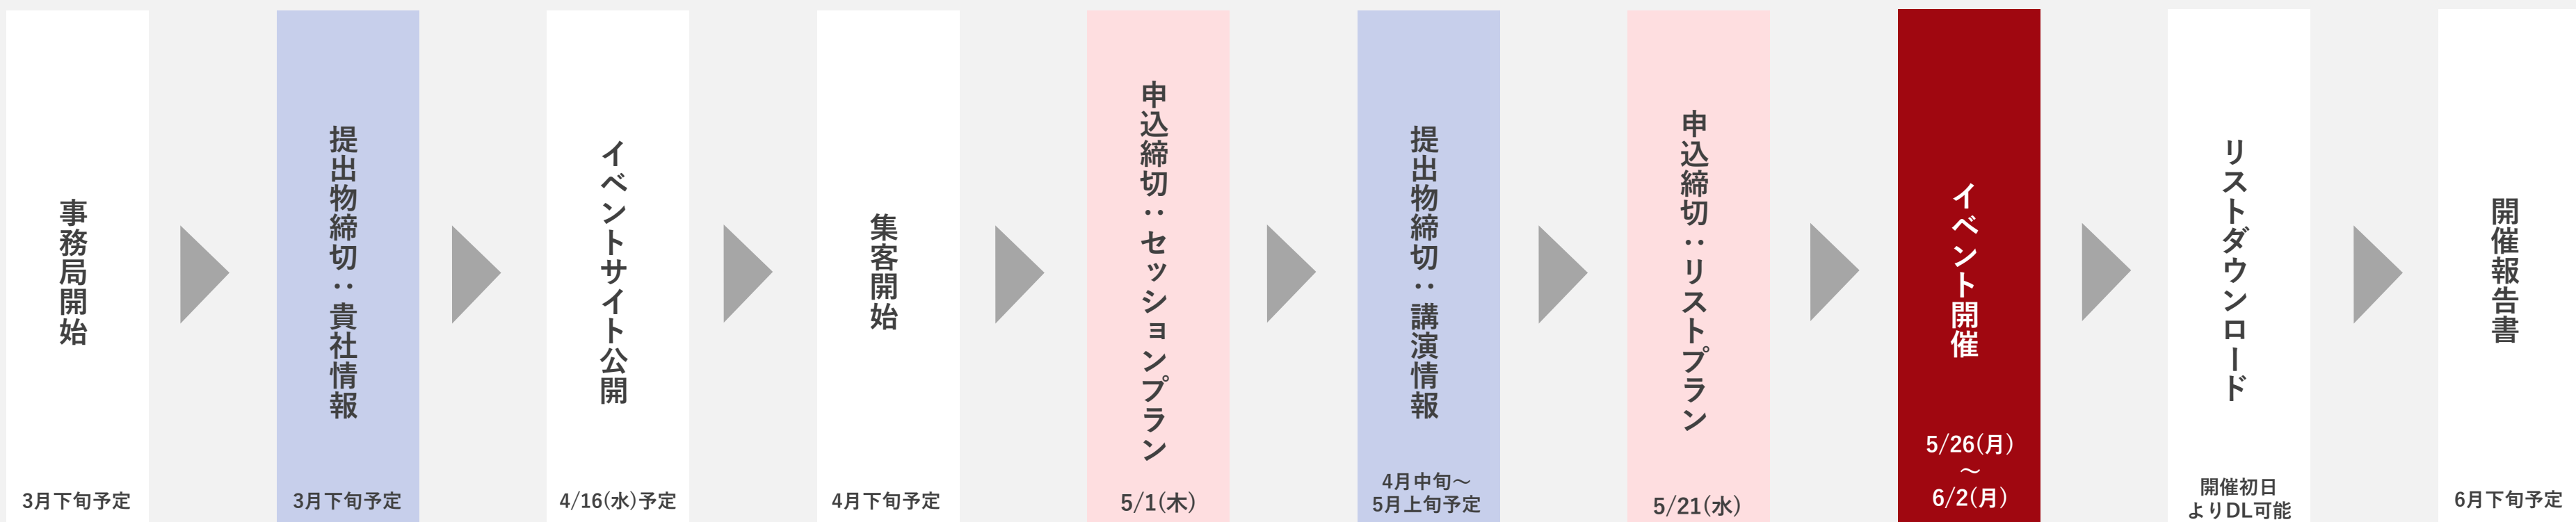 事務局開始
3月下旬予定
提出物締切：貴社情報
3月下旬予定
イベントサイト公開
4/16(水)予定
集客開始
4月下旬予定
申込締切：セッションプラン
5/1(木)
提出物締切：講演情報
4月中旬～
5月上旬予定
申込締切：リストプラン
5/21(水)
イベント開催
5/26(月)
～
6/2(月)
リストダウンロード
開催初日
よりDL可能
開催報告書
6月下旬予定